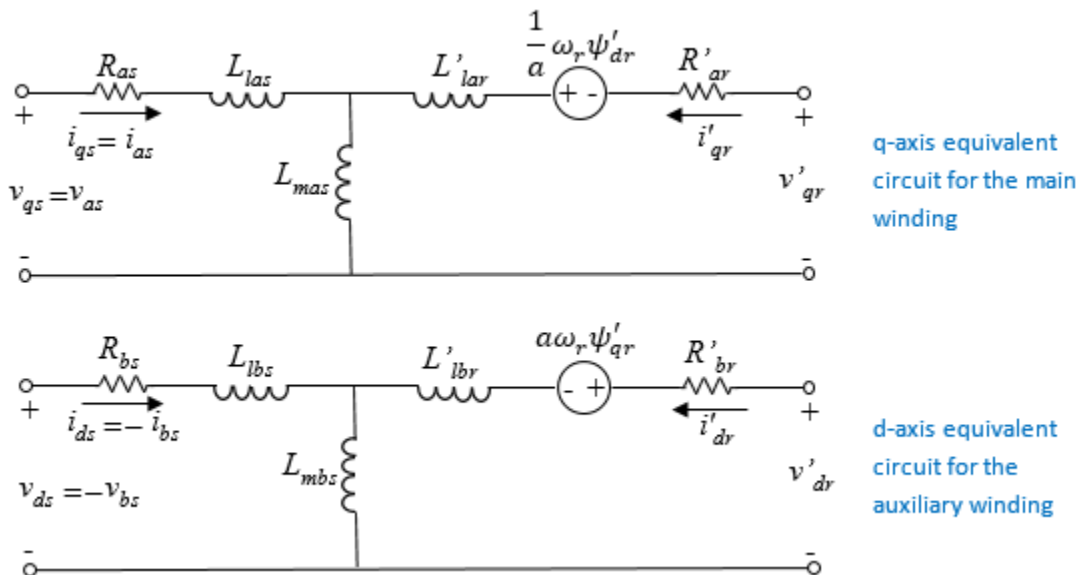 R_as L_las L'_lar 1/a ω_r ψ'_dr R'_ar
+ - 
+ i_qs= i_as i'_qr +
L_mas
v_qs =v_as v'_qr
- -
q-axis equivalent
circuit for the main
winding
R_bs L_lbs L'_lbr aω_r ψ'_qr R'_br
- +
+ i_ds =− i_bs i'_dr +
L_mbs
v_ds =−v_bs v'_dr
- -
d-axis equivalent
circuit for the
auxiliary winding